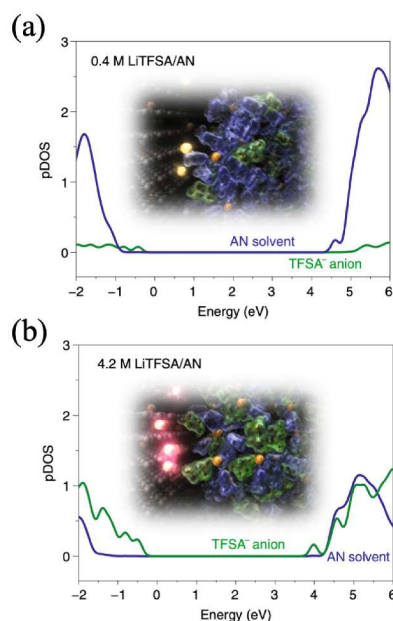 (a)
3
2
1
0
pDOS
0.4 M LiTFSA/AN
AN solvent
TFSA⁻ anion
−2 −1 0 1 2 3 4 5 6
Energy (eV)
(b)
3
2
1
0
pDOS
4.2 M LiTFSA/AN
TFSA⁻ anion
AN solvent
−2 −1 0 1 2 3 4 5 6
Energy (eV)